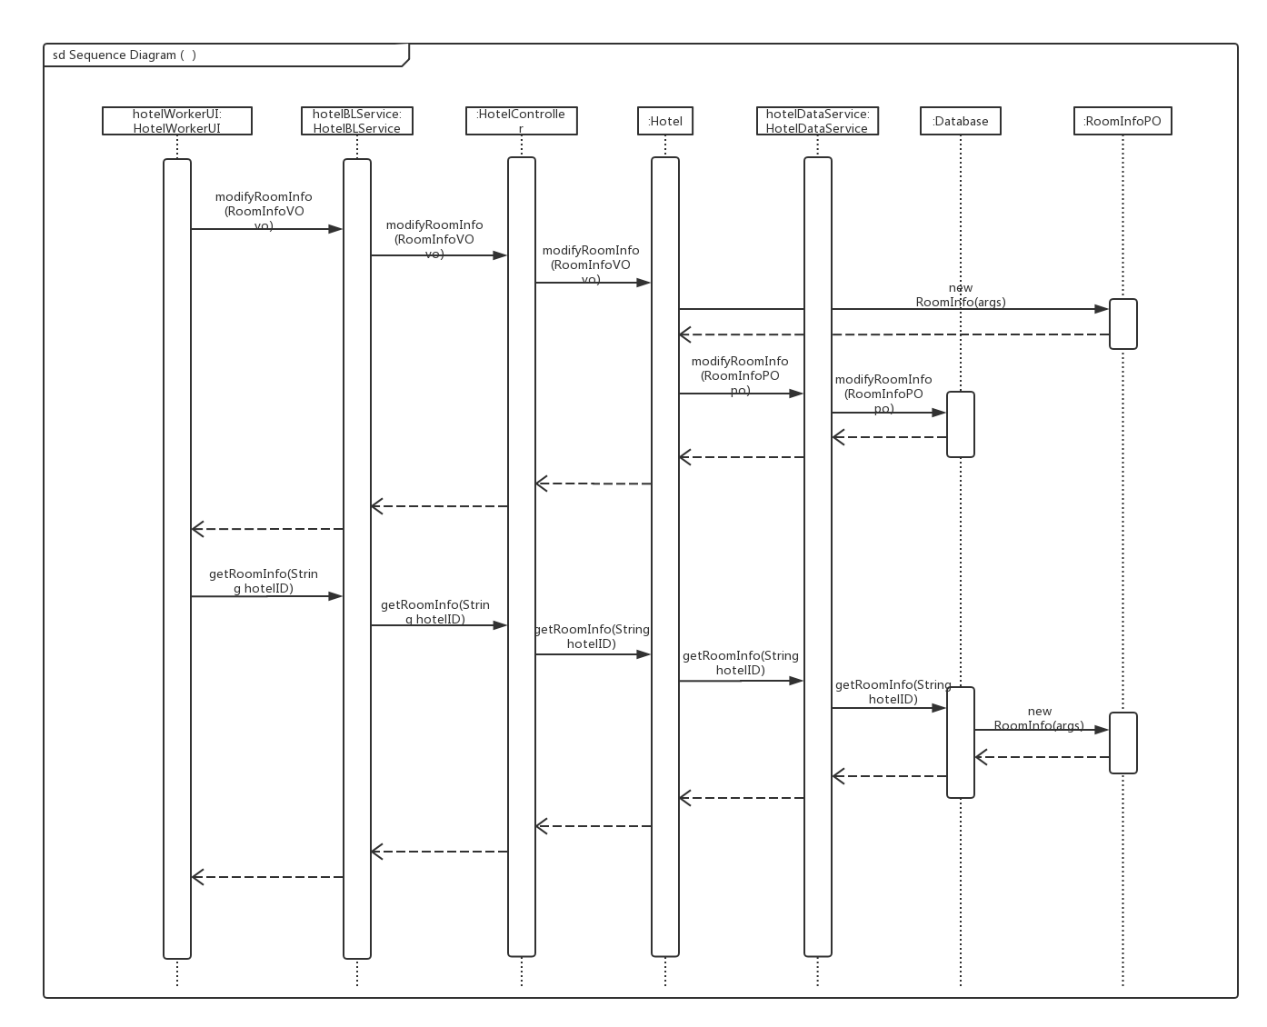 sd Sequence Diagram (  )
hotelWorkerUI:
HotelWorkerUI
hotelBLService:
HotelBLService
:HotelControlle
r
:Hotel
hotelDataService:
HotelDataService
:Database
:RoomInfoPO
modifyRoomInfo
(RoomInfoVO
vo)
modifyRoomInfo
(RoomInfoVO
vo)
modifyRoomInfo
(RoomInfoVO
vo)
new
RoomInfo(args)
modifyRoomInfo
(RoomInfoPO
po)
modifyRoomInfo
(RoomInfoPO
po)
getRoomInfo(Strin
g hotelID)
getRoomInfo(Strin
g hotelID)
getRoomInfo(String
hotelID)
getRoomInfo(String
hotelID)
getRoomInfo(String
hotelID)
new
RoomInfo(args)